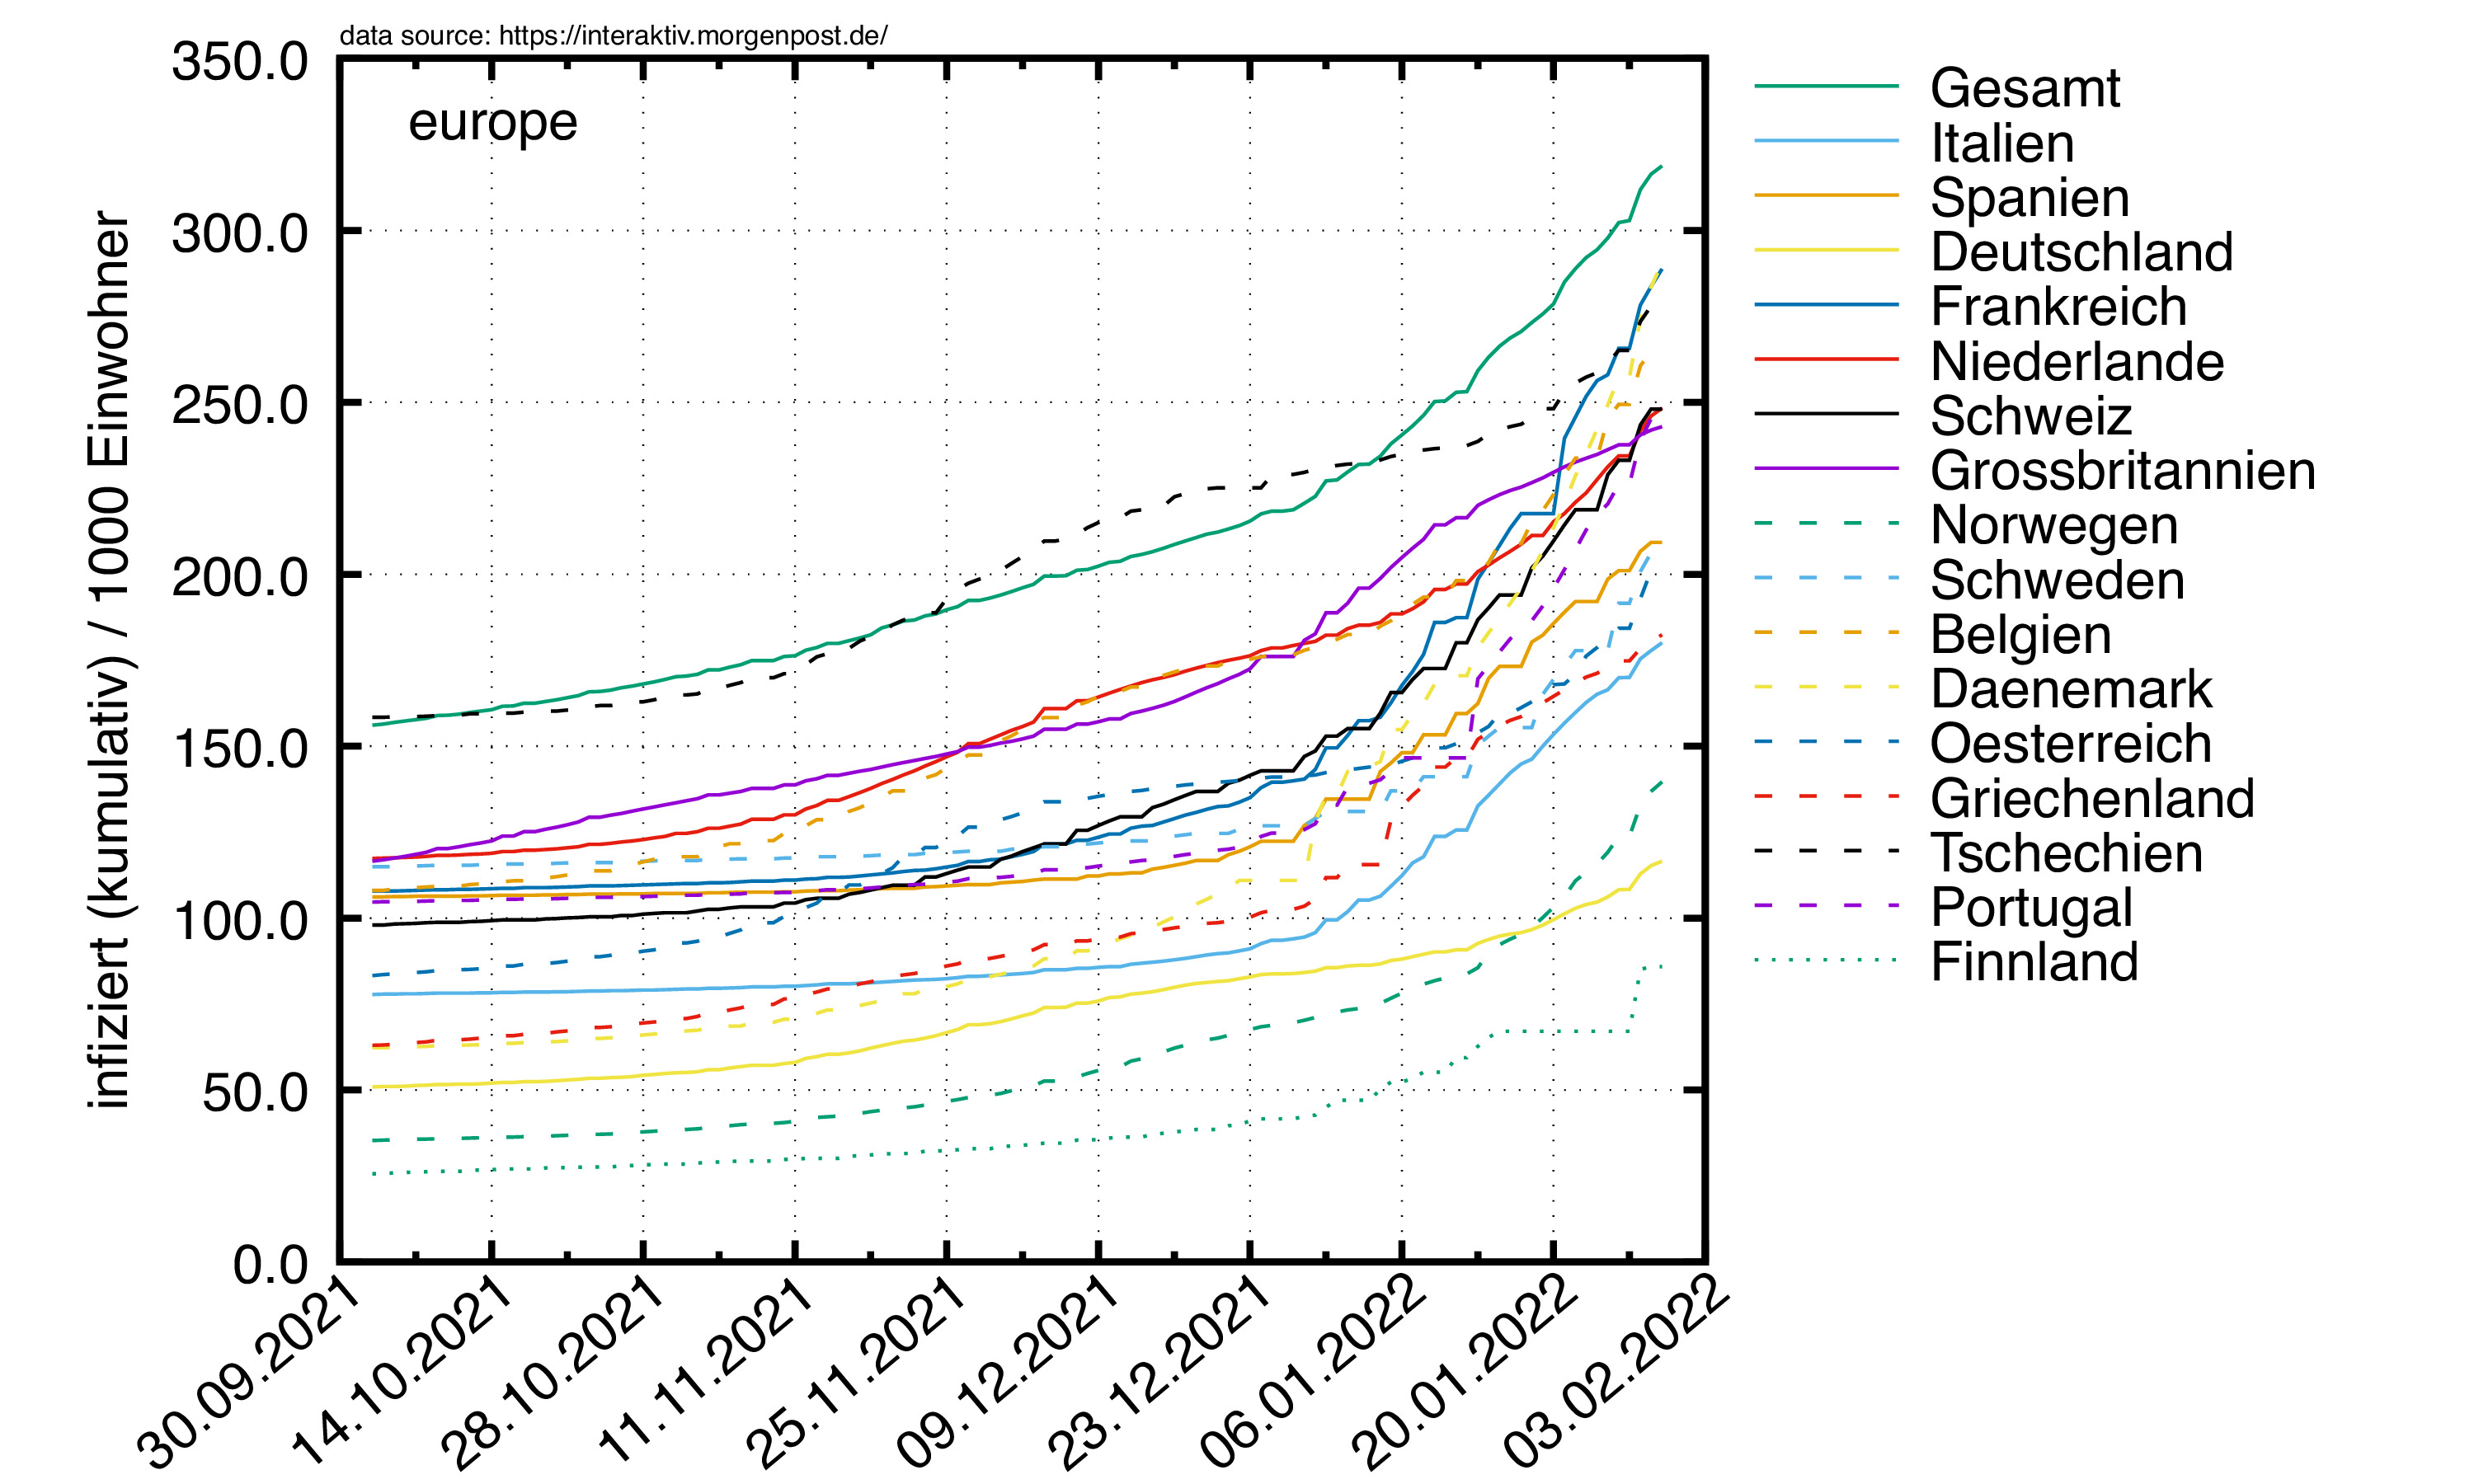 data source: https://interaktiv.morgenpost.de/
europe
infiziert (kumulativ) / 1000 Einwohner
350.0
300.0
250.0
200.0
150.0
100.0
50.0
0.0
30.09.2021
14.10.2021
28.10.2021
11.11.2021
25.11.2021
09.12.2021
23.12.2021
06.01.2022
20.01.2022
03.02.2022
Gesamt
Italien
Spanien
Deutschland
Frankreich
Niederlande
Schweiz
Grossbritannien
Norwegen
Schweden
Belgien
Daenemark
Oesterreich
Griechenland
Tschechien
Portugal
Finnland